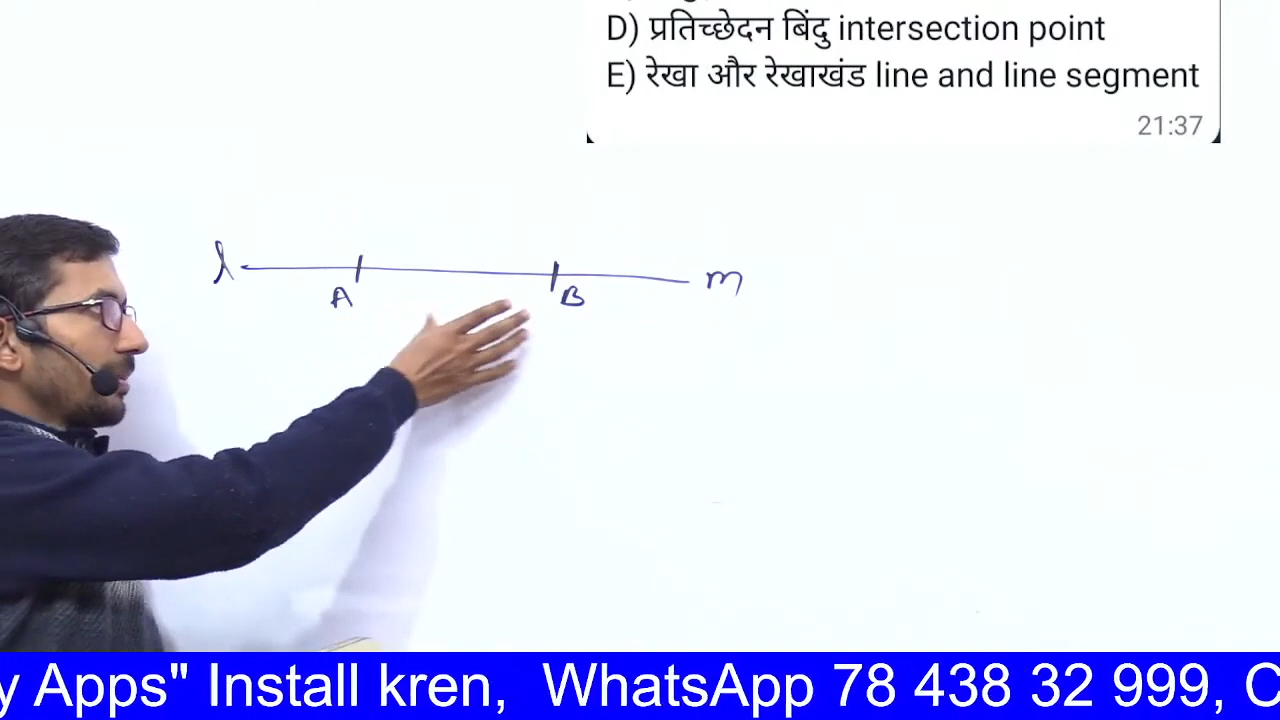 D) प्रतिच्छेदन बिंदु intersection point
E) रेखा और रेखाखंड line and line segment
21:37
l
m
A
B
y Apps" Install kren, WhatsApp 78 438 32 999, C